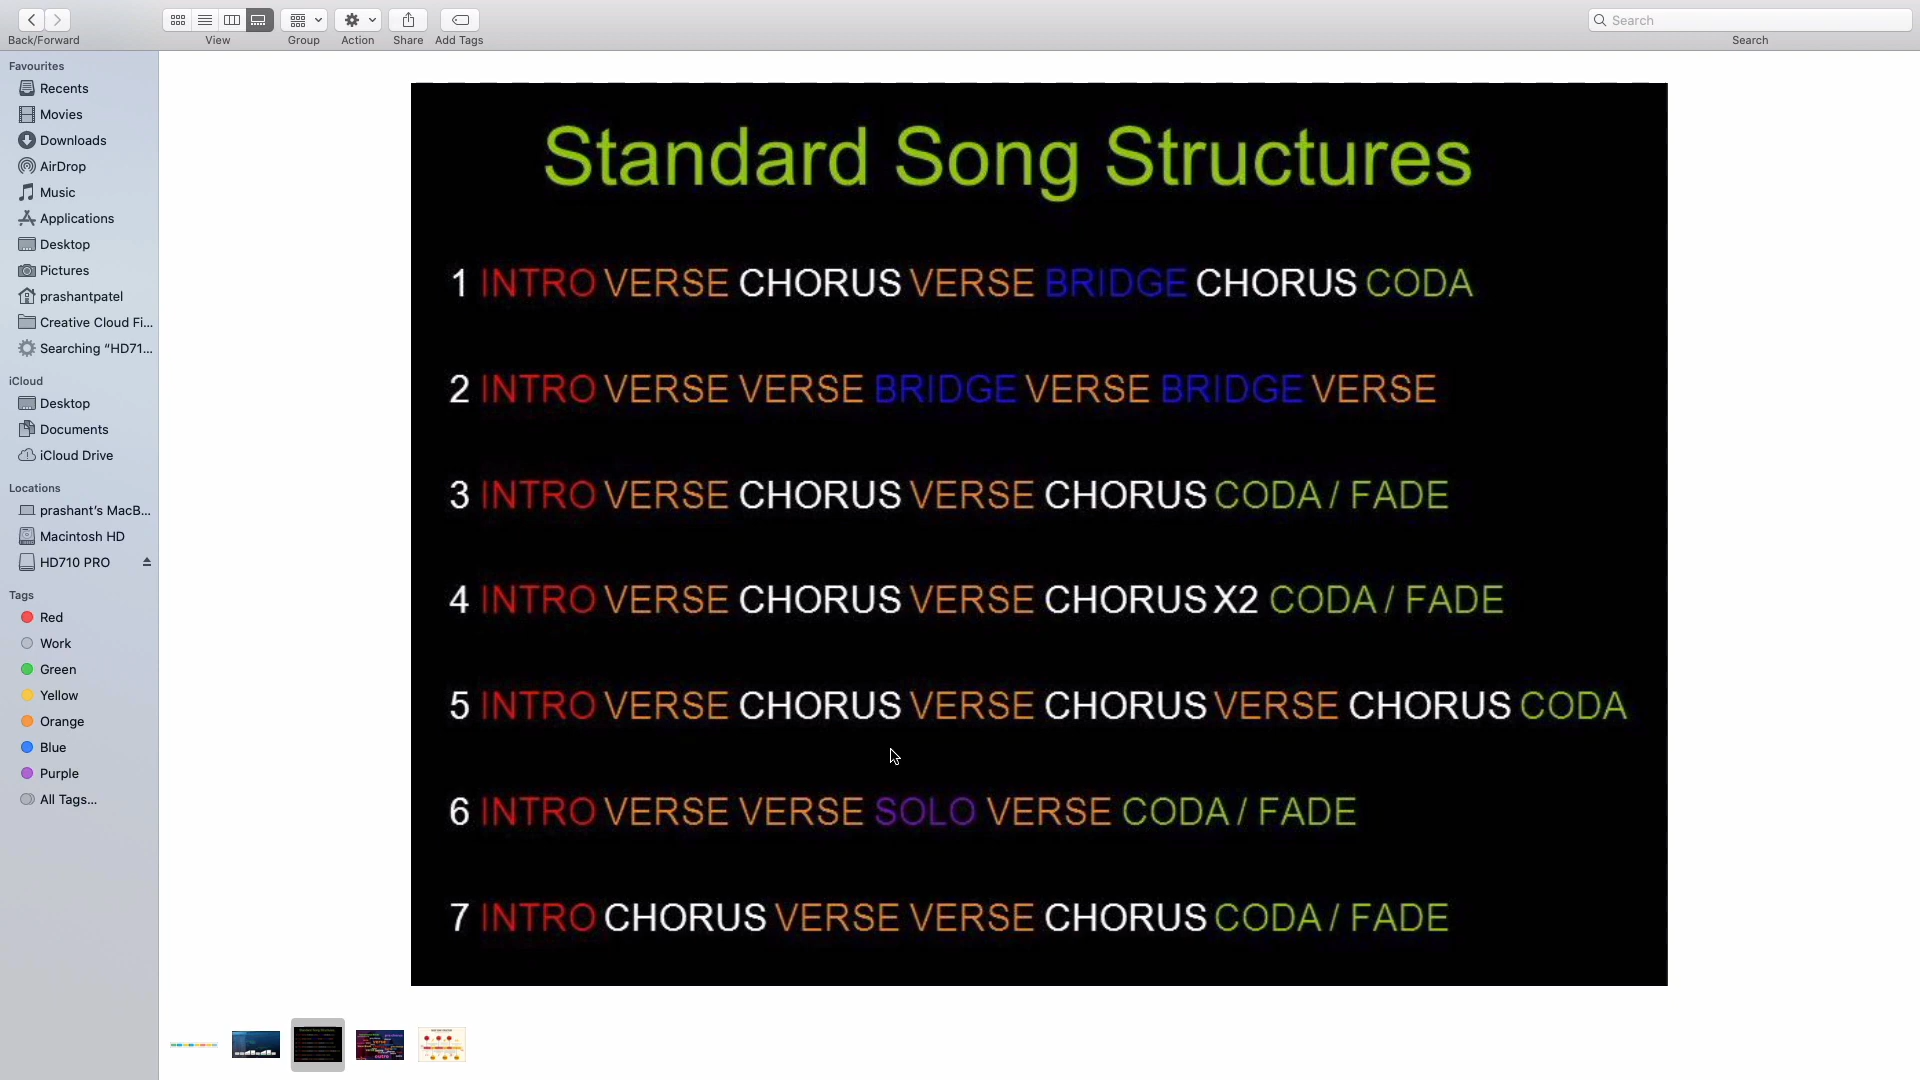 Back/Forward
View
Group
Action
Share
Add Tags
Search
Search
Favourites
Recents
Movies
Downloads
AirDrop
Music
Applications
Desktop
Pictures
prashantpatel
Creative Cloud Fi...
Searching “HD71...
iCloud
Desktop
Documents
iCloud Drive
Locations
prashant's MacB...
Macintosh HD
HD710 PRO
Tags
Red
Work
Green
Yellow
Orange
Blue
Purple
All Tags...
Standard Song Structures
1 INTRO VERSE CHORUS VERSE BRIDGE CHORUS CODA
2 INTRO VERSE VERSE BRIDGE VERSE BRIDGE VERSE
3 INTRO VERSE CHORUS VERSE CHORUS CODA / FADE
4 INTRO VERSE CHORUS VERSE CHORUS X2 CODA / FADE
5 INTRO VERSE CHORUS VERSE CHORUS VERSE CHORUS CODA
6 INTRO VERSE VERSE SOLO VERSE CODA / FADE
7 INTRO CHORUS VERSE VERSE CHORUS CODA / FADE